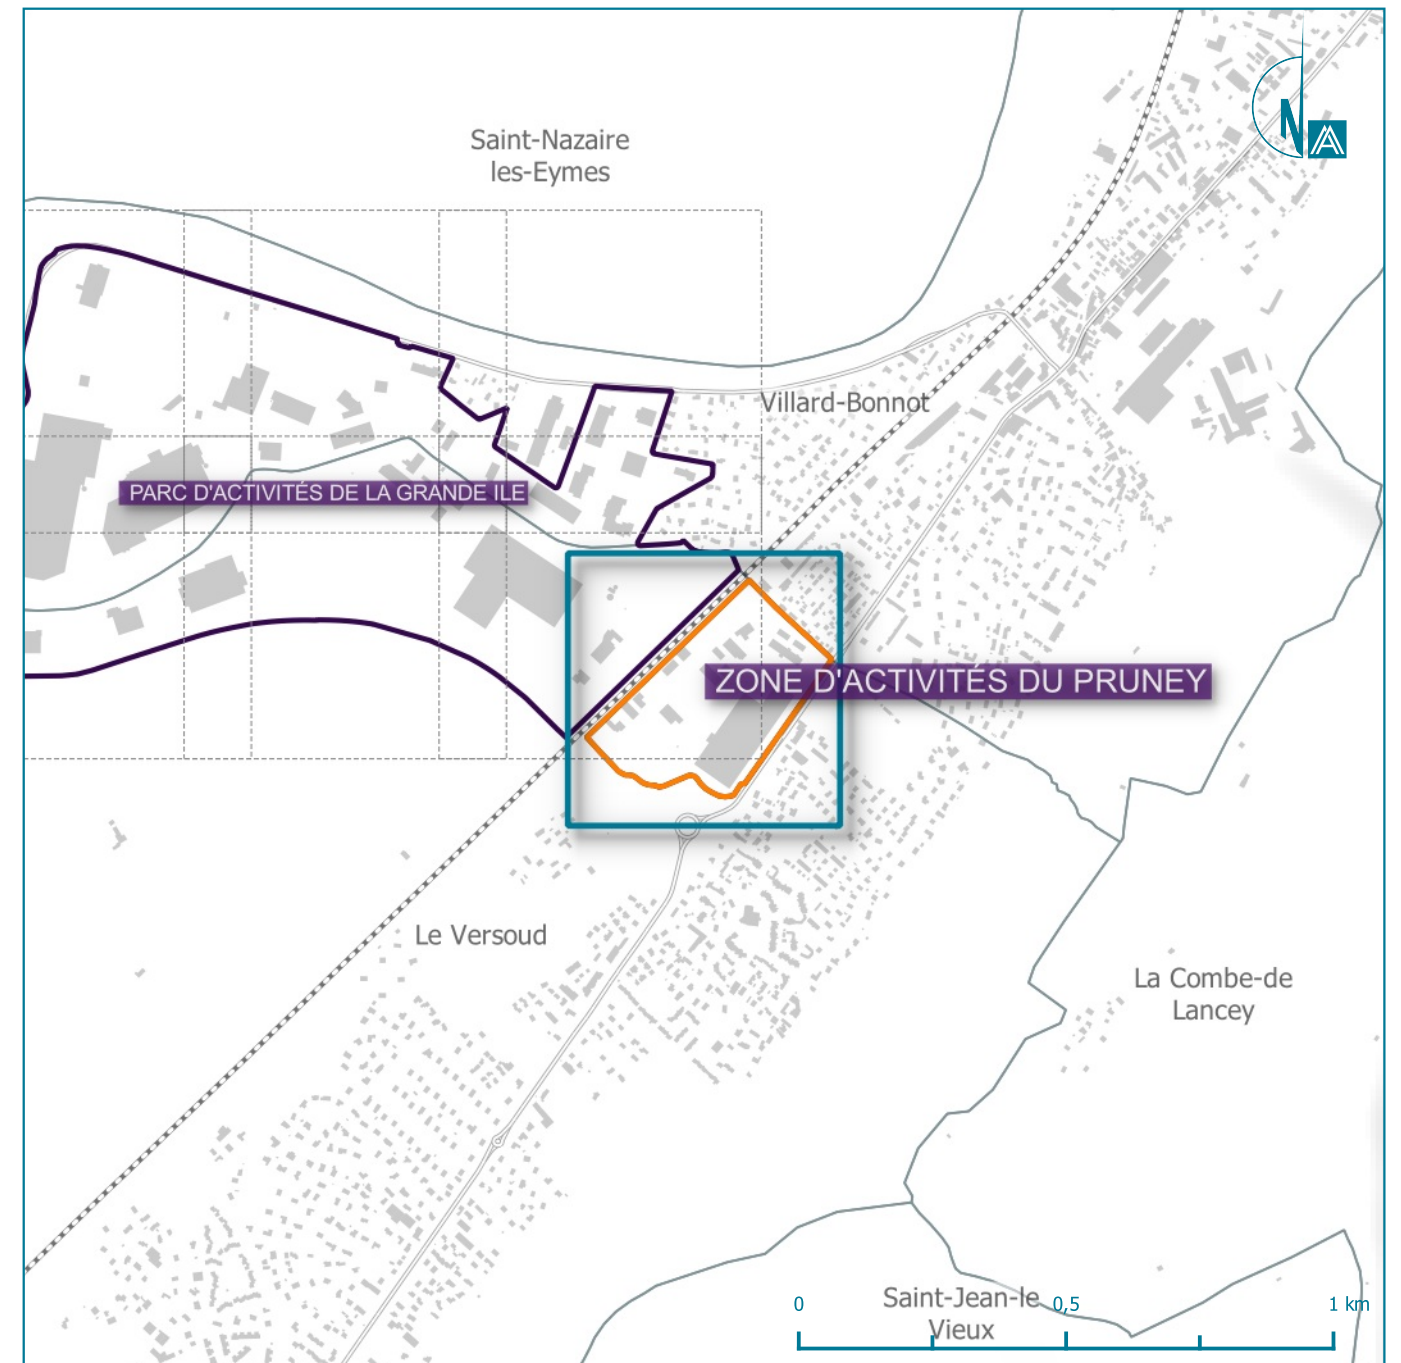 N
Saint-Nazaire
les-Eymes
Villard-Bonnot
PARC D'ACTIVITÉS DE LA GRANDE ILE
ZONE D'ACTIVITÉS DU PRUNEY
Le Versoud
La Combe-de
Lancey
Saint-Jean-le
Vieux
0 0,5 1 km